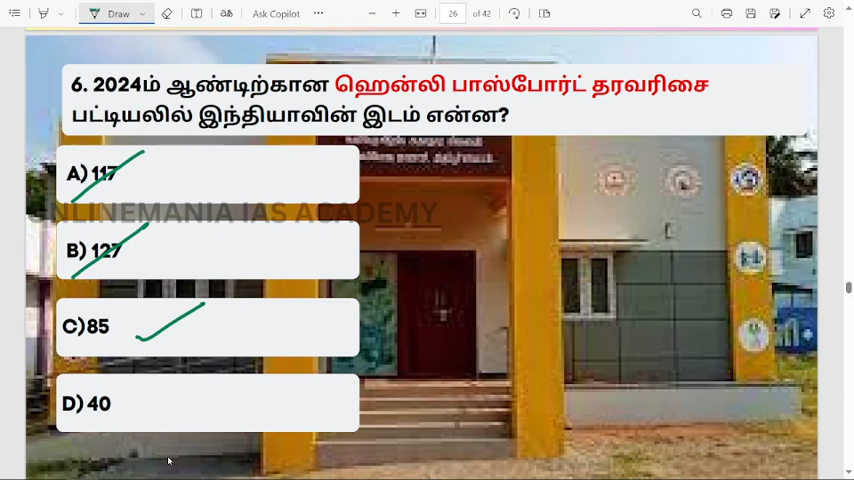 Draw
Ask Copilot
26 of 42
6. 2024ம் ஆண்டிற்கான ஹென்லி பாஸ்போர்ட் தரவரிசை
பட்டியலில் இந்தியாவின் இடம் என்ன?
A) 117
ONLINEMANIA IAS ACADEMY
B) 127
C)85
D) 40